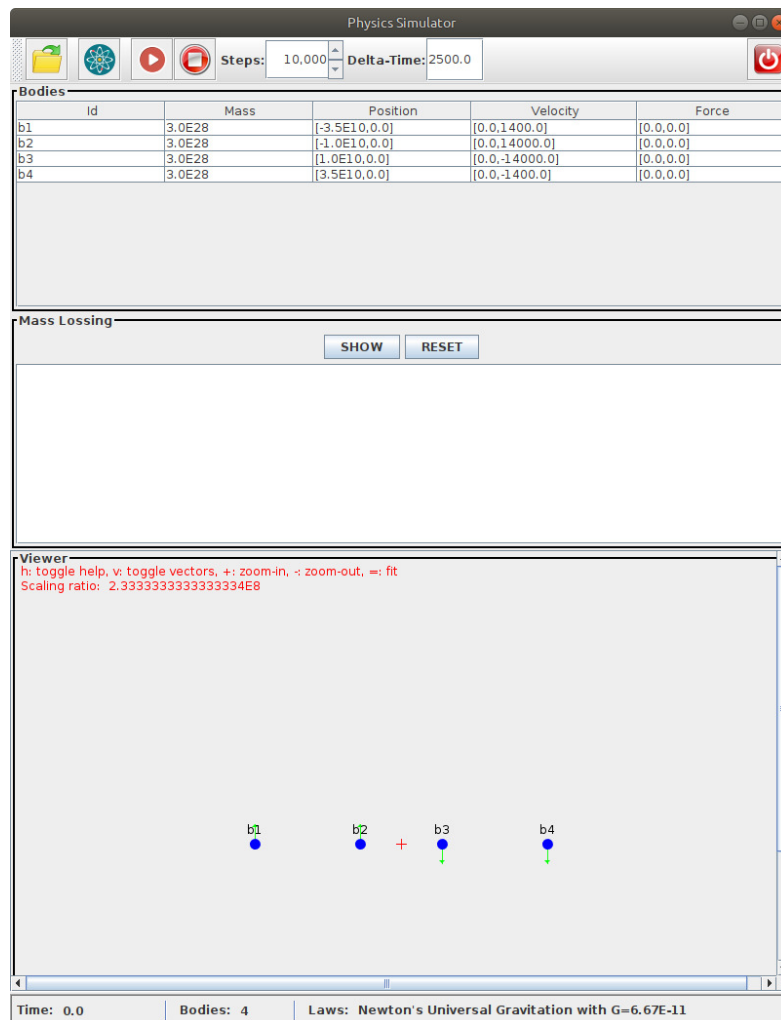 Physics Simulator
Steps: 10,000 Delta-Time: 2500.0
Bodies
Id Mass Position Velocity Force
b1 3.0E28 [-3.5E10,0.0] [0.0,1400.0] [0.0,0.0]
b2 3.0E28 [-1.0E10,0.0] [0.0,14000.0] [0.0,0.0]
b3 3.0E28 [1.0E10,0.0] [0.0,-14000.0] [0.0,0.0]
b4 3.0E28 [3.5E10,0.0] [0.0,-1400.0] [0.0,0.0]
Mass Lossing
SHOW RESET
Viewer
h: toggle help, v: toggle vectors, +: zoom-in, -: zoom-out, =: fit
Scaling ratio: 2.3333333333333334E8
b1 b2 b3 b4
Time: 0.0 Bodies: 4 Laws: Newton's Universal Gravitation with G=6.67E-11